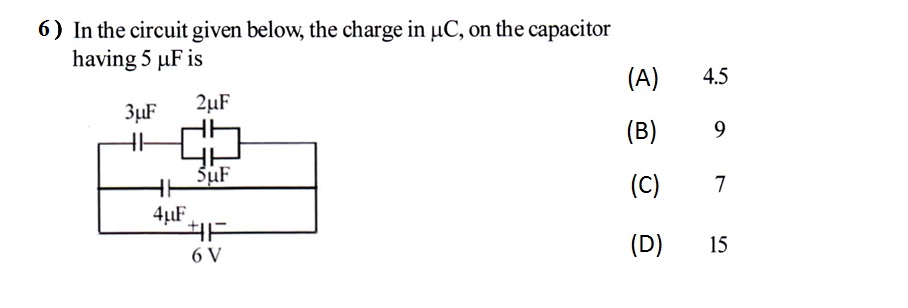 6) In the circuit given below, the charge in μC, on the capacitor
having 5 μF is
(A) 4.5
(B) 9
(C) 7
(D) 15
3μF
2μF
5μF
4μF
+ −
6 V